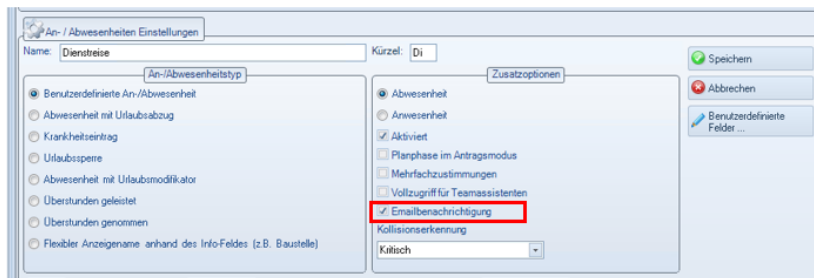 An- / Abwesenheiten Einstellungen
Name: Dienstreise Kürzel: Di
An-/Abwesenheitstyp
Benutzerdefinierte An-/Abwesenheit
Abwesenheit mit Urlaubsabzug
Krankheitseintrag
Urlaubssperre
Abwesenheit mit Urlaubsmodifikator
Überstunden geleistet
Überstunden genommen
Flexibler Anzeigename anhand des Info-Feldes (z.B. Baustelle)
Zusatzoptionen
Abwesenheit
Anwesenheit
Aktiviert
Planphase im Antragsmodus
Mehrfachzustimmungen
Vollzugriff für Teamassistenten
Emailbenachrichtigung
Kollisionserkennung
Kritisch
Speichern
Abbrechen
Benutzerdefinierte
Felder ...